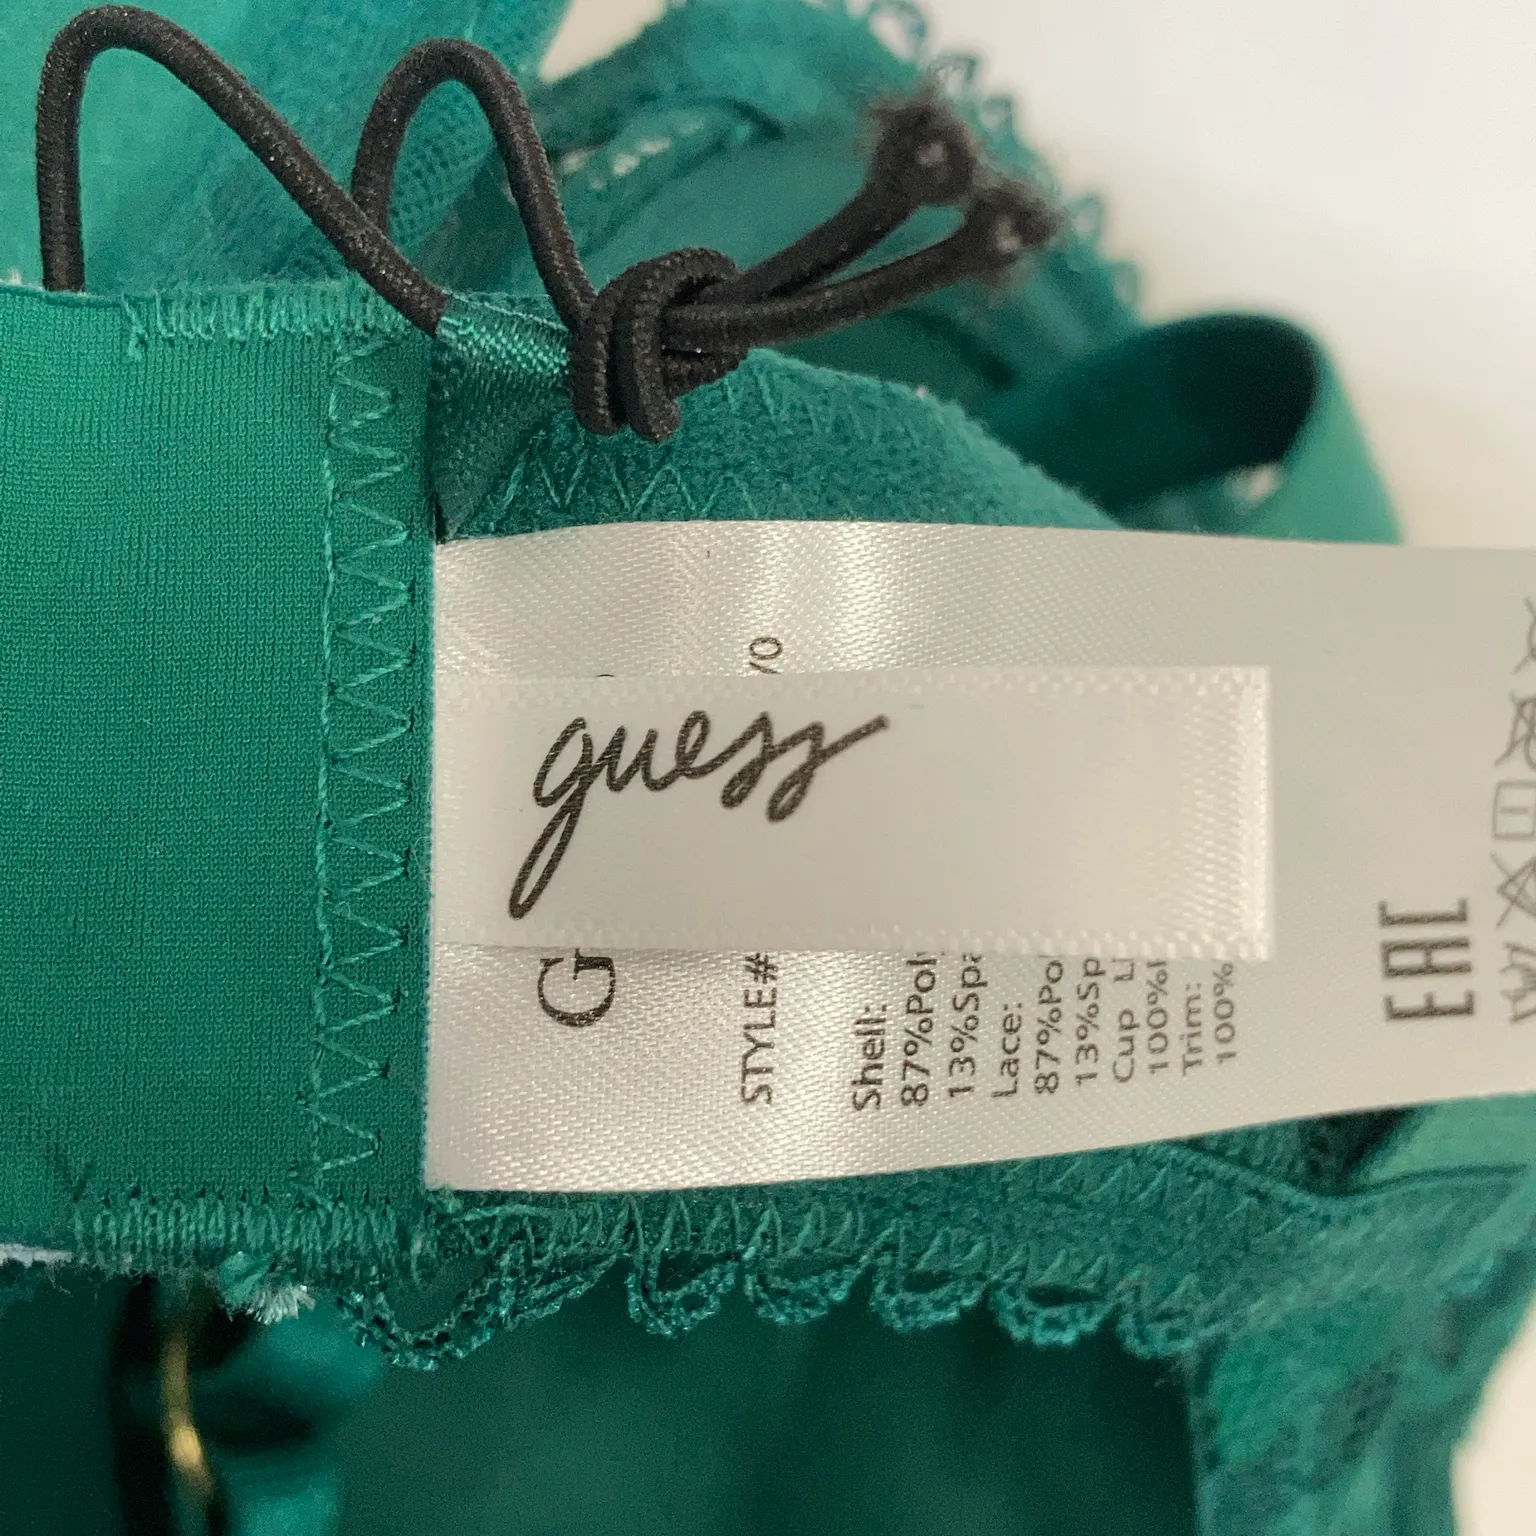 guess
G
STYLE#
Shell:
87%Pol
13%Spa
Lace:
87%Po
13%Sp
Cup Li
100%
Trim:
100%
EAC